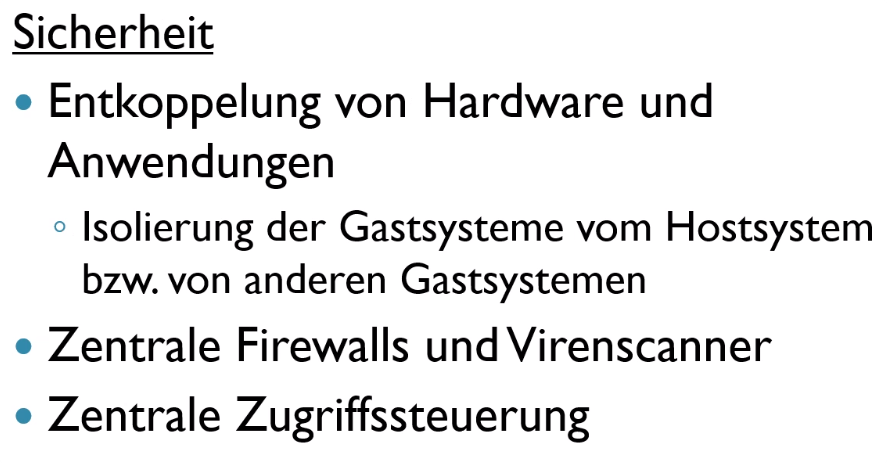 Sicherheit
• Entkoppelung von Hardware und
Anwendungen
◦ Isolierung der Gastsysteme vom Hostsystem
bzw. von anderen Gastsystemen
• Zentrale Firewalls und Virenscanner
• Zentrale Zugriffssteuerung